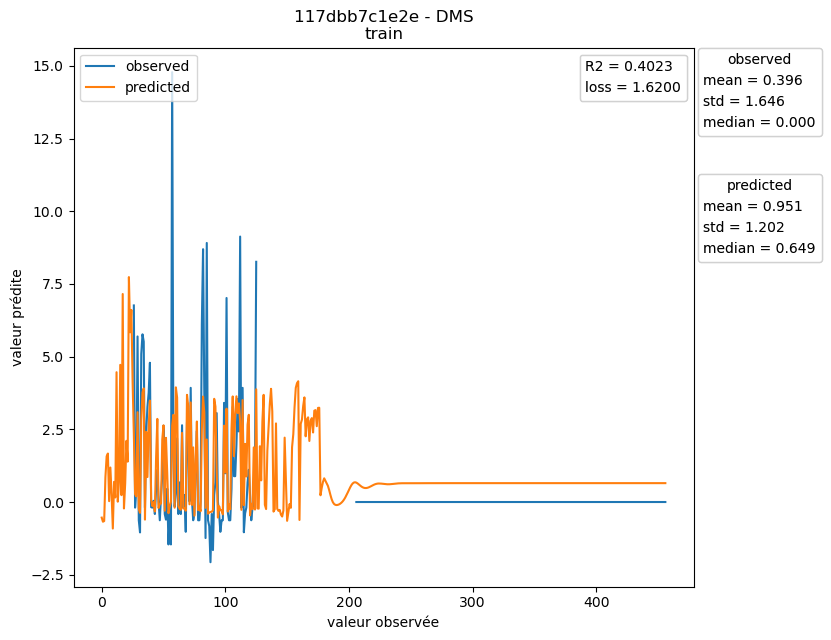 117dbb7c1e2e - DMS
train
observed
predicted
R2 = 0.4023
loss = 1.6200
observed
mean = 0.396
std = 1.646
median = 0.000
predicted
mean = 0.951
std = 1.202
median = 0.649
valeur prédite
15.0
12.5
10.0
7.5
5.0
2.5
0.0
−2.5
0
100
200
300
400
valeur observée